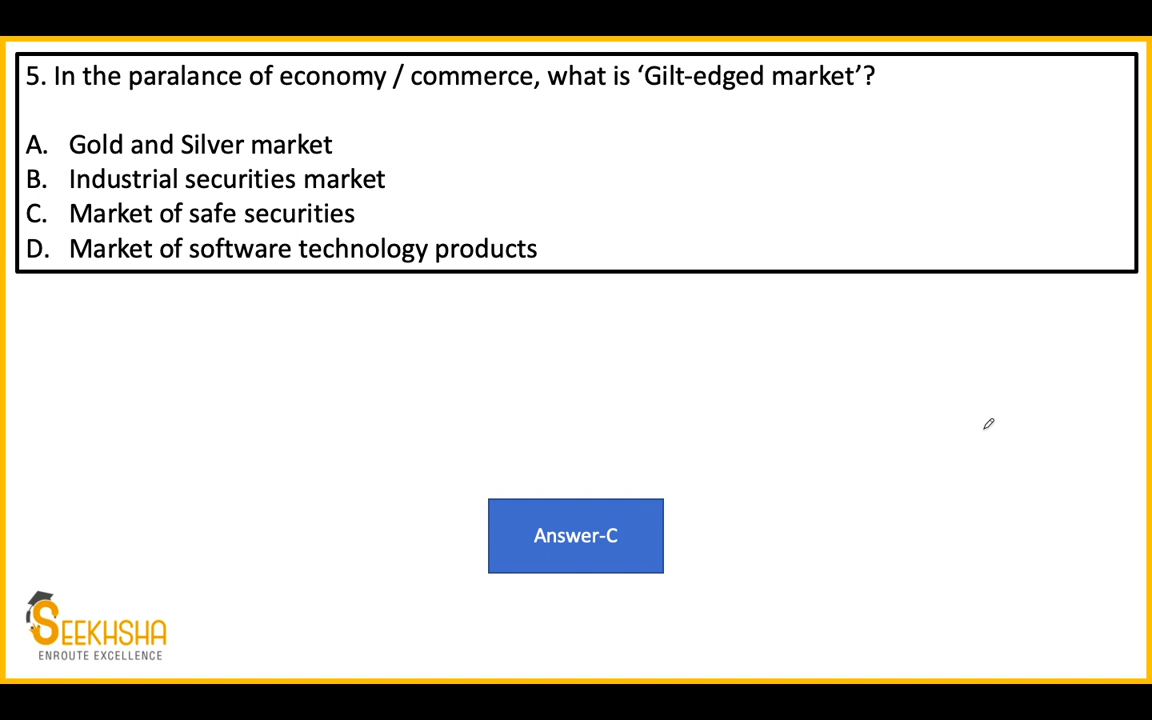 5. In the paralance of economy / commerce, what is ‘Gilt-edged market’?
A. Gold and Silver market
B. Industrial securities market
C. Market of safe securities
D. Market of software technology products
Answer-C
SEEKHSHA
ENROUTE EXCELLENCE